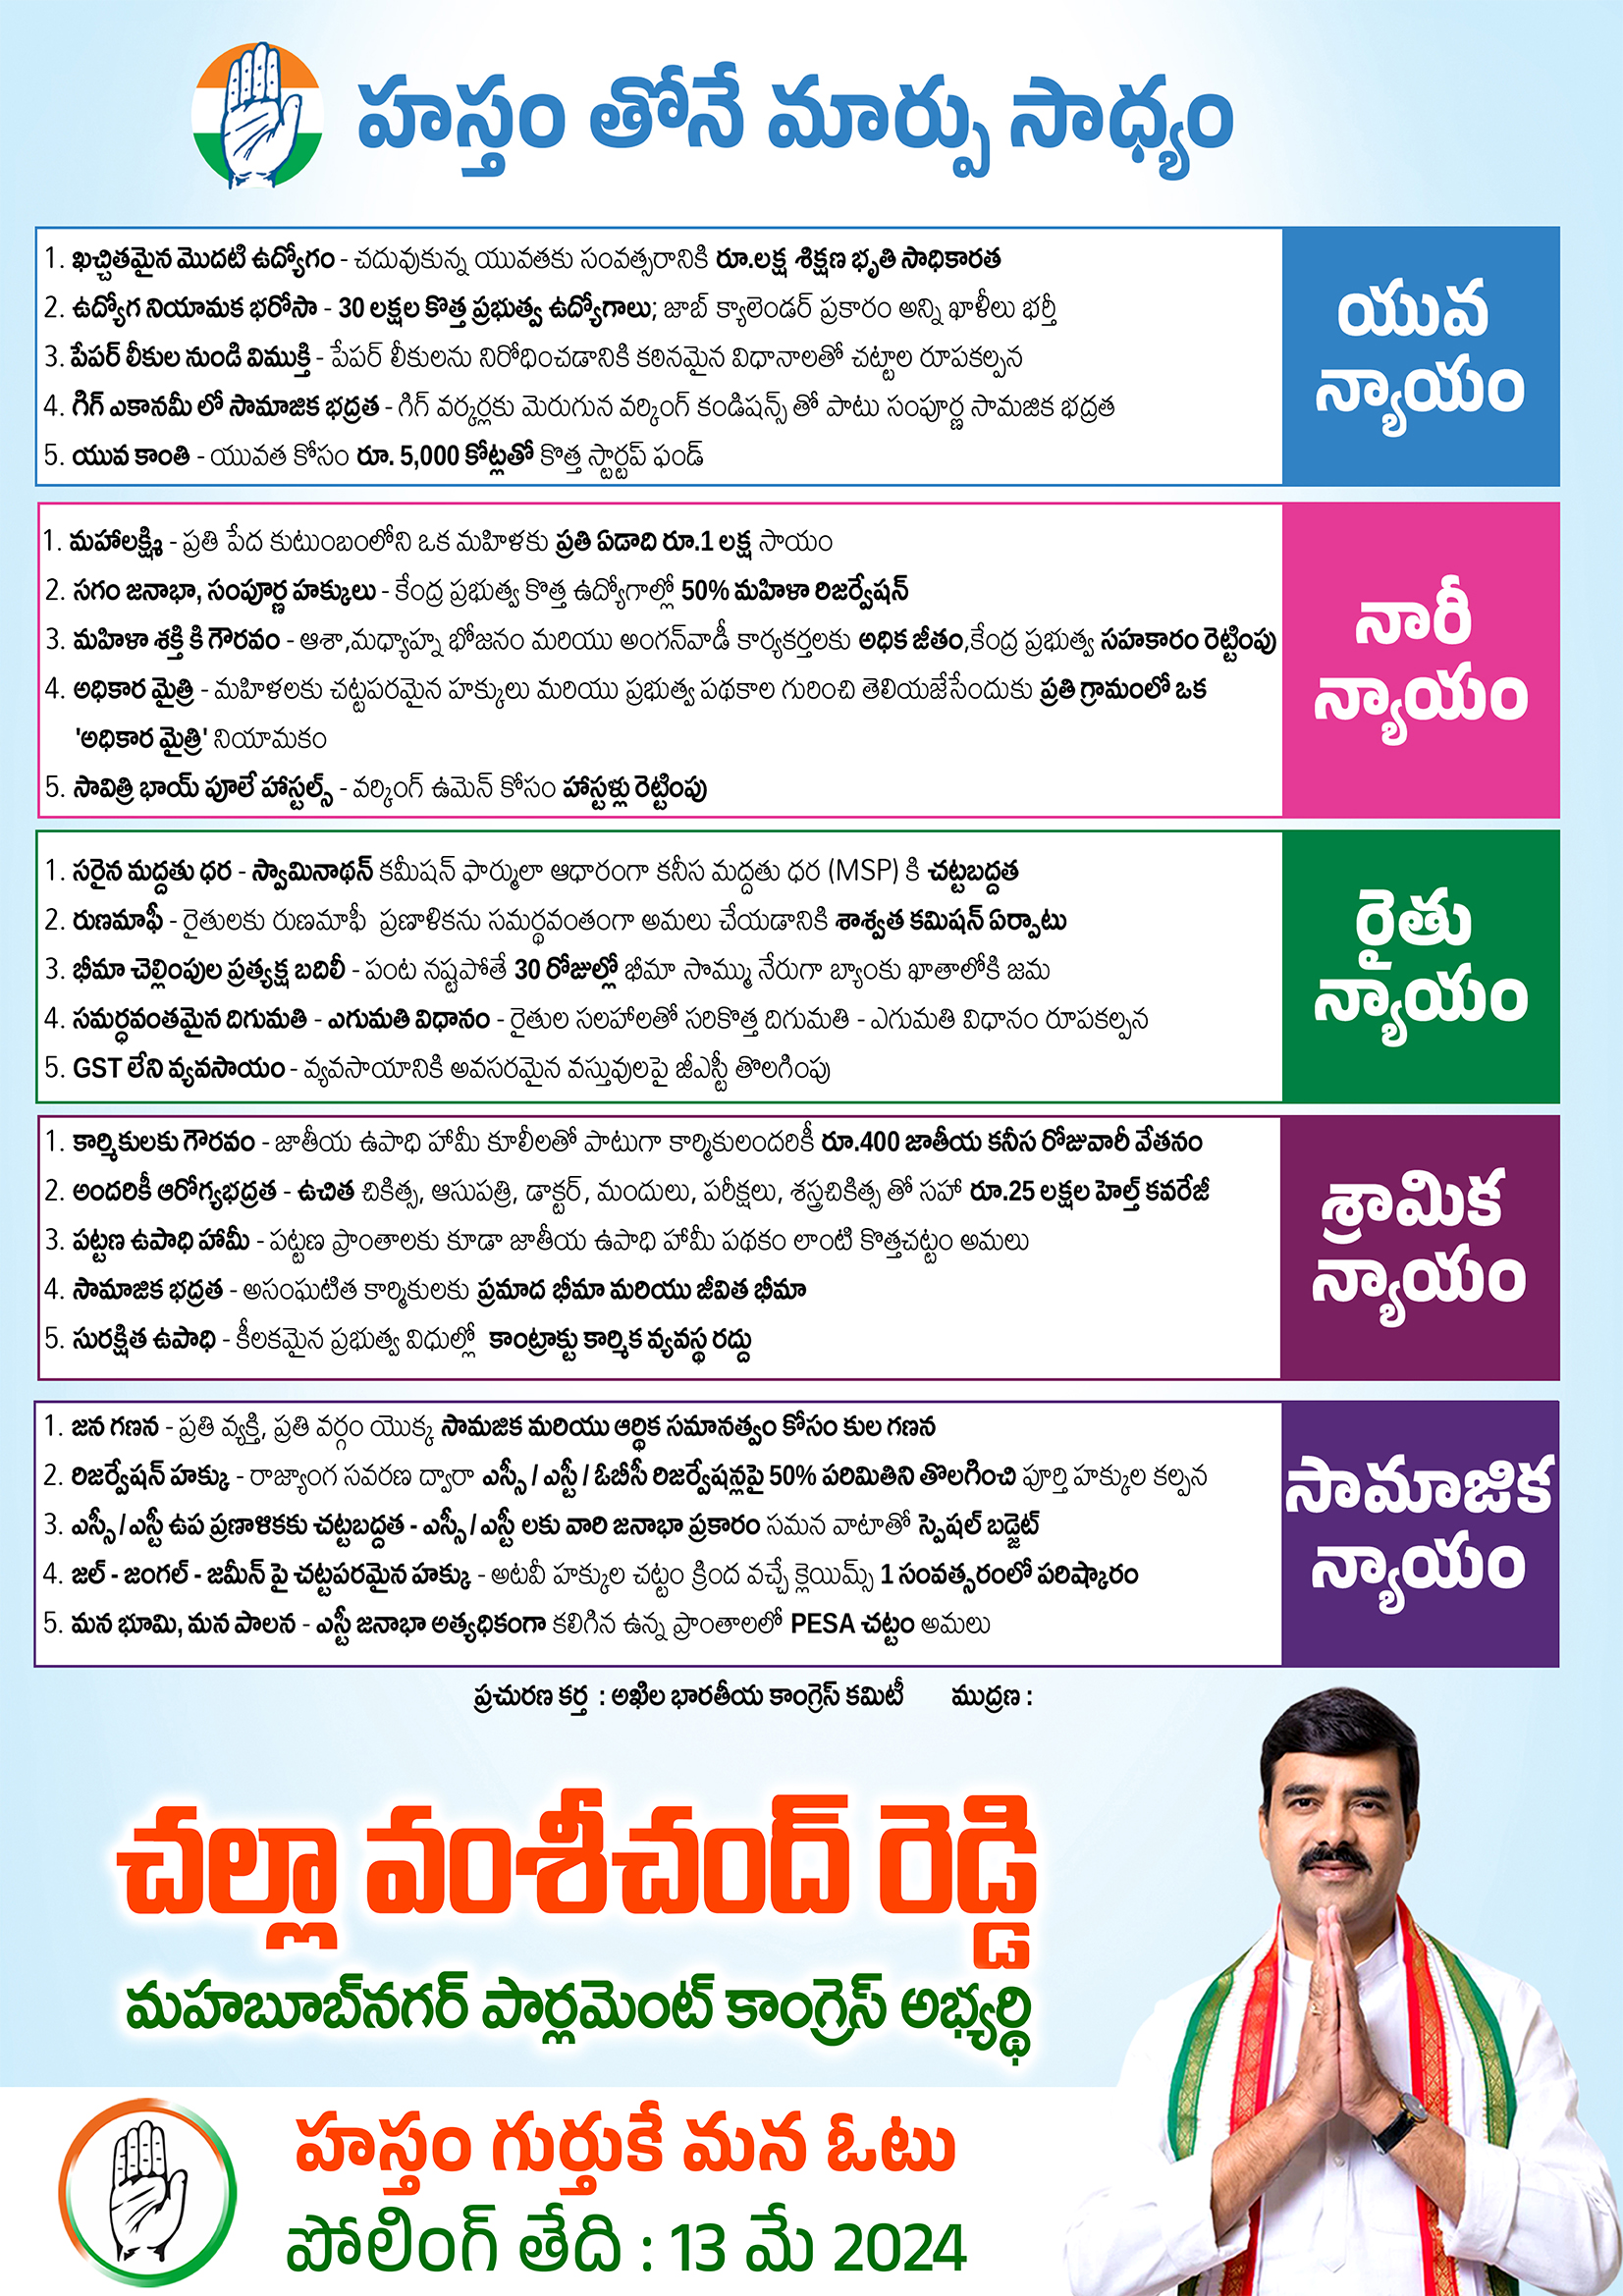 హస్తం తోనే మార్పు సాధ్యం
1. ఖచ్చితమైన మొదటి ఉద్యోగం - చదువుకున్న యువతకు సంవత్సరానికి రూ.లక్ష శిక్షణ భృతి సాధికారత
2. ఉద్యోగ నియామక భరోసా - 30 లక్షల కొత్త ప్రభుత్వ ఉద్యోగాలు; జాబ్ క్యాలెండర్ ప్రకారం అన్ని ఖాళీలు భర్తీ
3. పేపర్ లీకుల నుండి విముక్తి - పేపర్ లీకులను నిరోధించడానికి కఠినమైన విధానాలతో చట్టాల రూపకల్పన
4. గిగ్ ఎకానమీ లో సామాజిక భద్రత - గిగ్ వర్కర్లకు మెరుగున వర్కింగ్ కండిషన్స్ తో పాటు సంపూర్ణ సామజిక భద్రత
5. యువ కాంతి - యువత కోసం రూ. 5,000 కోట్లతో కొత్త స్టార్టప్ ఫండ్
యువ
న్యాయం
1. మహాలక్ష్మి - ప్రతి పేద కుటుంబంలోని ఒక మహిళకు ప్రతి ఏడాది రూ.1 లక్ష సాయం
2. సగం జనాభా, సంపూర్ణ హక్కులు - కేంద్ర ప్రభుత్వ కొత్త ఉద్యోగాల్లో 50% మహిళా రిజర్వేషన్
3. మహిళా శక్తి కి గౌరవం - ఆశా,మధ్యాహ్న భోజనం మరియు అంగన్‌వాడీ కార్యకర్తలకు అధిక జీతం,కేంద్ర ప్రభుత్వ సహకారం రెట్టింపు
4. అధికార మైత్రి - మహిళలకు చట్టపరమైన హక్కులు మరియు ప్రభుత్వ పథకాల గురించి తెలియజేసేందుకు ప్రతి గ్రామంలో ఒక
'అధికార మైత్రి' నియామకం
5. సావిత్రి భాయ్ పూలే హాస్టల్స్ - వర్కింగ్ ఉమెన్ కోసం హాస్టళ్లు రెట్టింపు
నారీ
న్యాయం
1. సరైన మద్దతు ధర - స్వామినాథన్ కమీషన్ ఫార్ములా ఆధారంగా కనీస మద్దతు ధర (MSP) కి చట్టబద్దత
2. రుణమాఫీ - రైతులకు రుణమాఫీ ప్రణాళికను సమర్థవంతంగా అమలు చేయడానికి శాశ్వత కమిషన్ ఏర్పాటు
3. భీమా చెల్లింపుల ప్రత్యక్ష బదిలీ - పంట నష్టపోతే 30 రోజుల్లో భీమా సొమ్ము నేరుగా బ్యాంకు ఖాతాలోకి జమ
4. సమర్ధవంతమైన దిగుమతి - ఎగుమతి విధానం - రైతుల సలహాలతో సరికొత్త దిగుమతి - ఎగుమతి విధానం రూపకల్పన
5. GST లేని వ్యవసాయం - వ్యవసాయానికి అవసరమైన వస్తువులపై జీఎస్టీ తొలగింపు
రైతు
న్యాయం
1. కార్మికులకు గౌరవం - జాతీయ ఉపాధి హామీ కూలీలతో పాటుగా కార్మికులందరికీ రూ.400 జాతీయ కనీస రోజువారీ వేతనం
2. అందరికీ ఆరోగ్యభద్రత - ఉచిత చికిత్స, ఆసుపత్రి, డాక్టర్, మందులు, పరీక్షలు, శస్త్రచికిత్స తో సహా రూ.25 లక్షల హెల్త్ కవరేజీ
3. పట్టణ ఉపాధి హామీ - పట్టణ ప్రాంతాలకు కూడా జాతీయ ఉపాధి హామీ పథకం లాంటి కొత్తచట్టం అమలు
4. సామాజిక భద్రత - అసంఘటిత కార్మికులకు ప్రమాద భీమా మరియు జీవిత భీమా
5. సురక్షిత ఉపాధి - కీలకమైన ప్రభుత్వ విధుల్లో కాంట్రాక్టు కార్మిక వ్యవస్థ రద్దు
శ్రామిక
న్యాయం
1. జన గణన - ప్రతి వ్యక్తి, ప్రతి వర్గం యొక్క సామజిక మరియు ఆర్థిక సమానత్వం కోసం కుల గణన
2. రిజర్వేషన్ హక్కు - రాజ్యాంగ సవరణ ద్వారా ఎస్సీ / ఎస్టీ / ఓబీసీ రిజర్వేషన్లపై 50% పరిమితిని తొలగించి పూర్తి హక్కుల కల్పన
3. ఎస్సీ / ఎస్టీ ఉప ప్రణాళికకు చట్టబద్దత - ఎస్సీ / ఎస్టీ లకు వారి జనాభా ప్రకారం సమన వాటాతో స్పెషల్ బడ్జెట్
4. జల్ - జంగల్ - జమీన్ పై చట్టపరమైన హక్కు - అటవీ హక్కుల చట్టం క్రింద వచ్చే క్లెయిమ్స్ 1 సంవత్సరంలో పరిష్కారం
5. మన భూమి, మన పాలన - ఎస్టీ జనాభా అత్యధికంగా కలిగిన ఉన్న ప్రాంతాలలో PESA చట్టం అమలు
సామాజిక
న్యాయం
ప్రచురణ కర్త : అఖిల భారతీయ కాంగ్రెస్ కమిటీ ముద్రణ :
చల్లా వంశీచంద్ రెడ్డి
మహబూబ్‌నగర్ పార్లమెంట్ కాంగ్రెస్ అభ్యర్థి
హస్తం గుర్తుకే మన ఓటు
పోలింగ్ తేది : 13 మే 2024